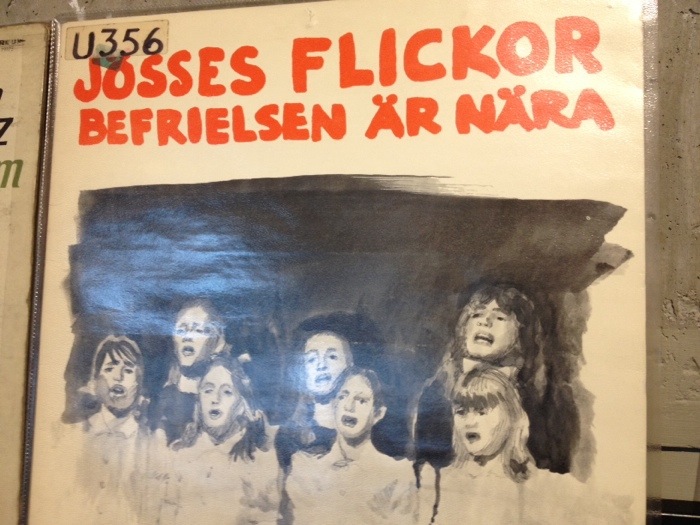 U356
JOSSES FLICKOR
BEFRIELSEN ÄR NÄRA
Z
m